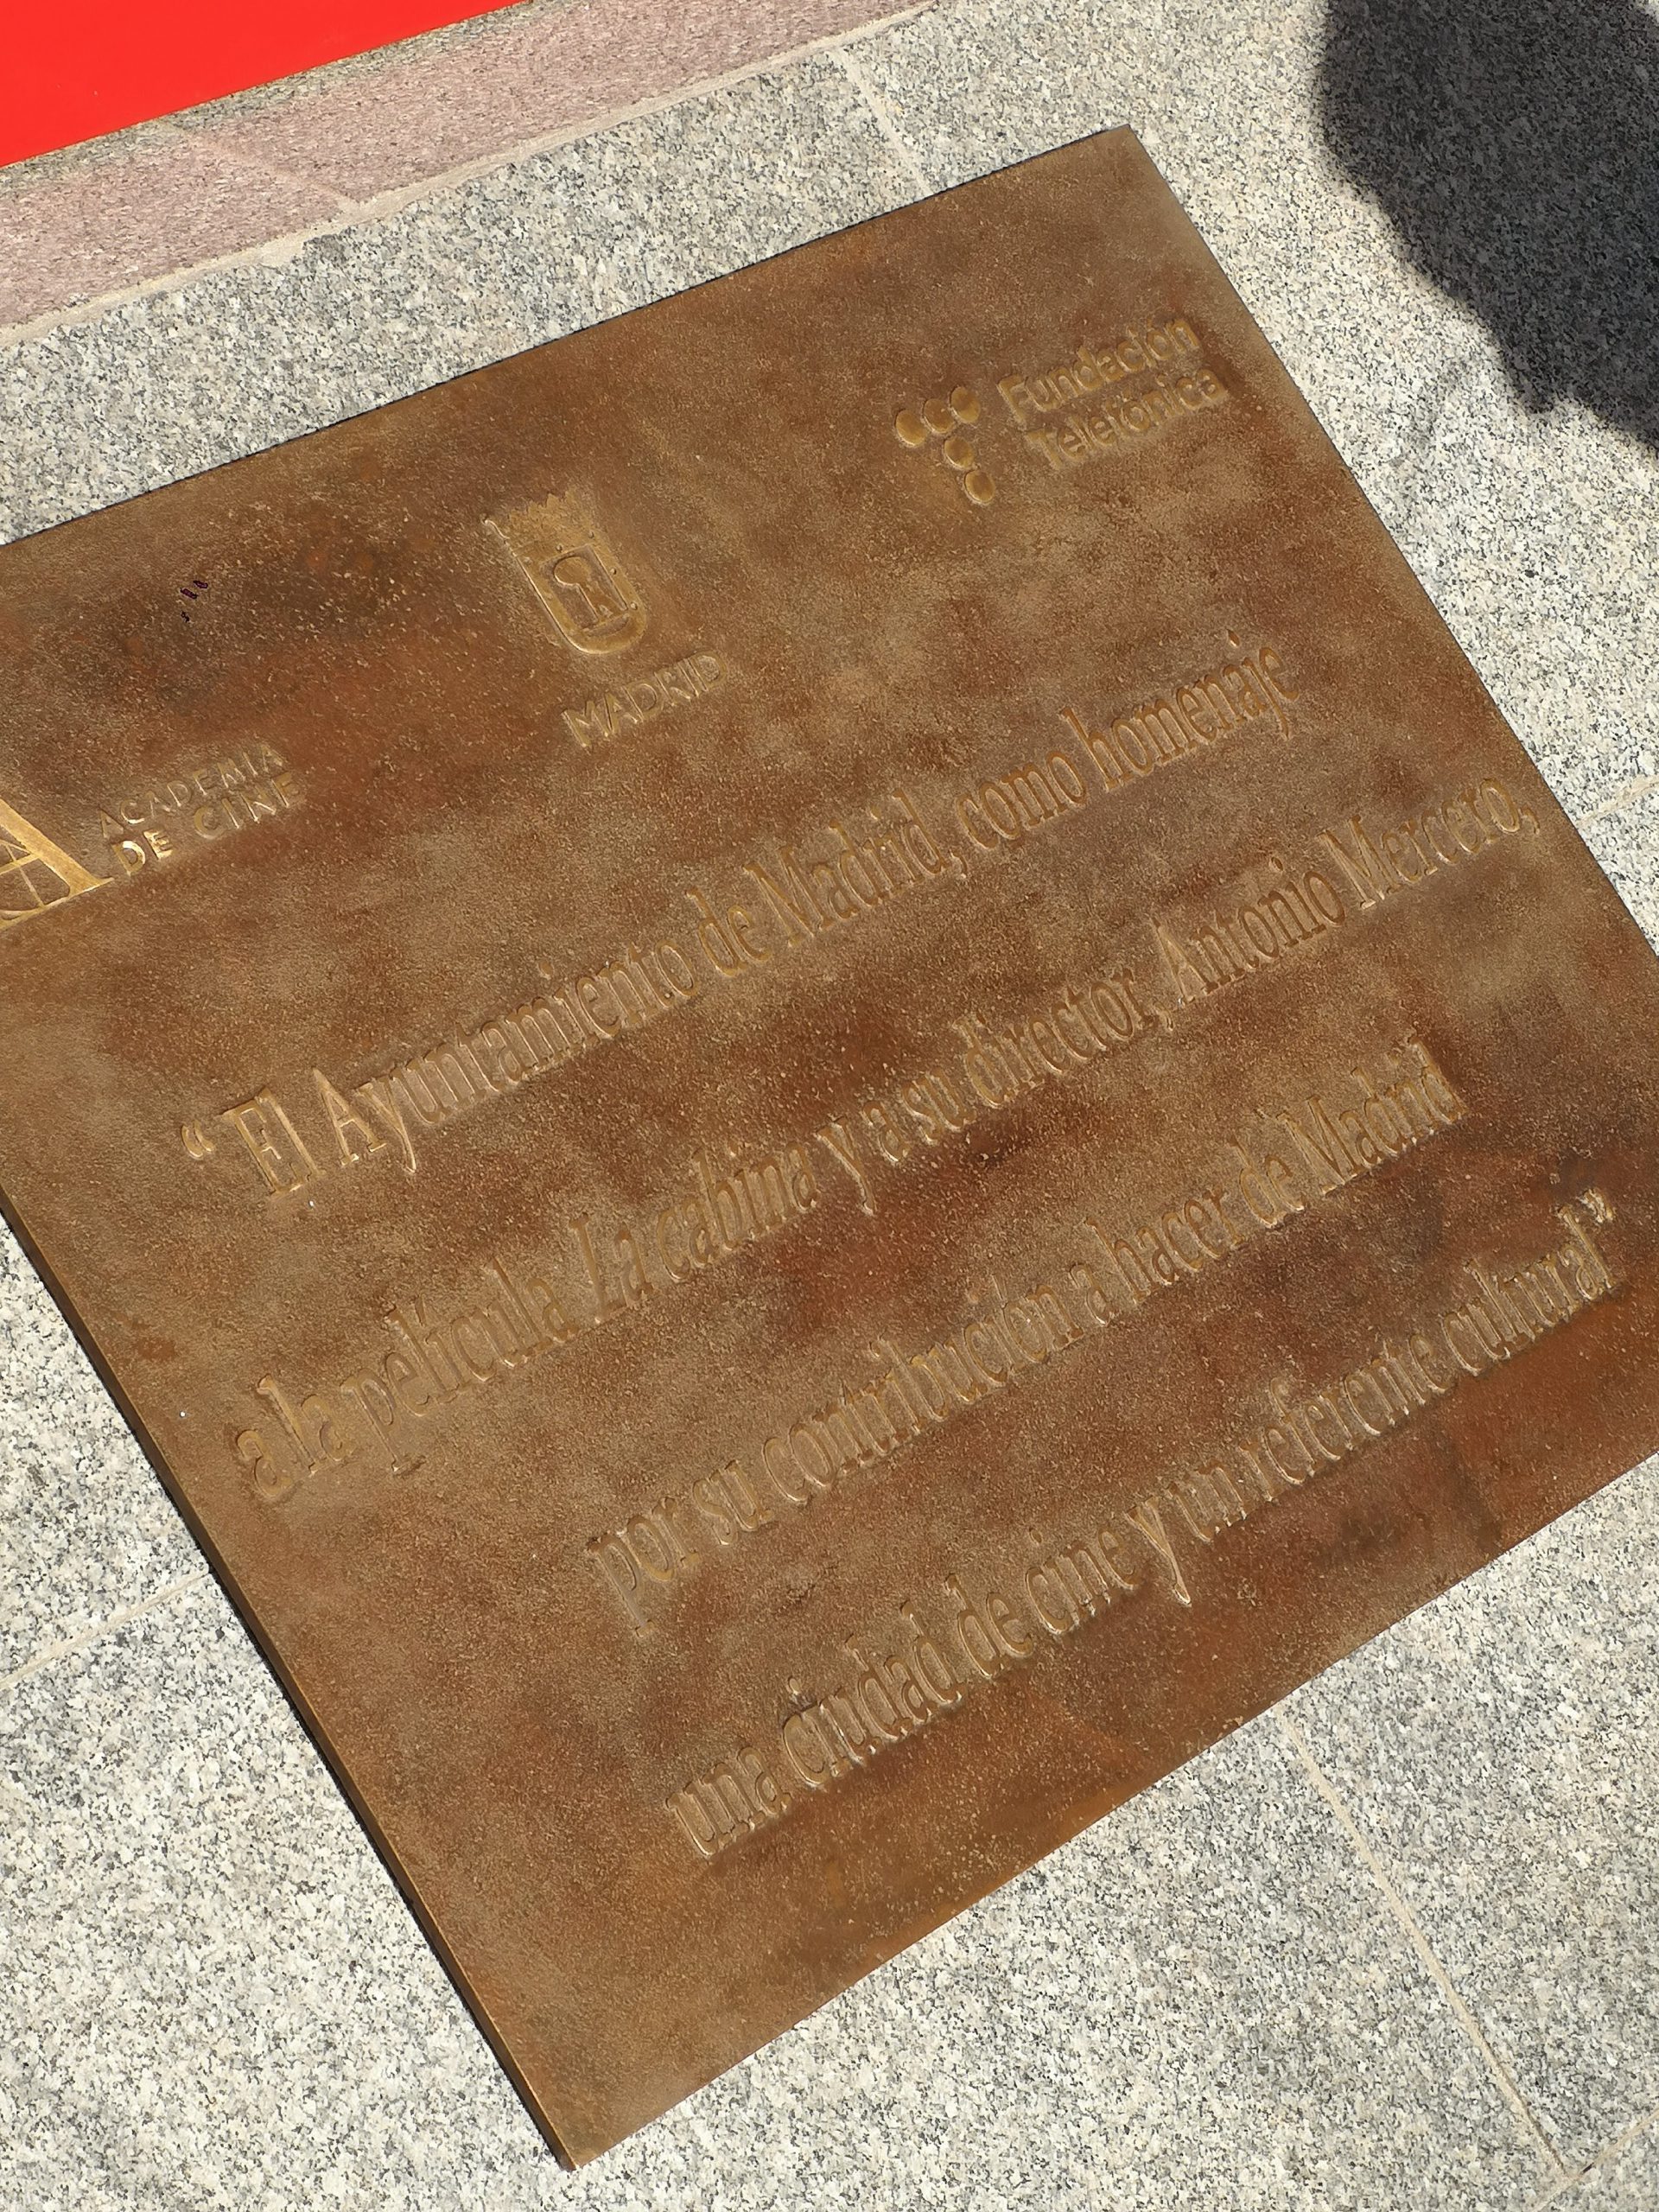 ACADEMIA
DE CINE
MADRID
Fundación
Telefónica
“El Ayuntamiento de Madrid, como homenaje
a la película La cabina y a su director, Antonio Mercero,
por su contribución a hacer de Madrid
una ciudad de cine y un referente cultural”